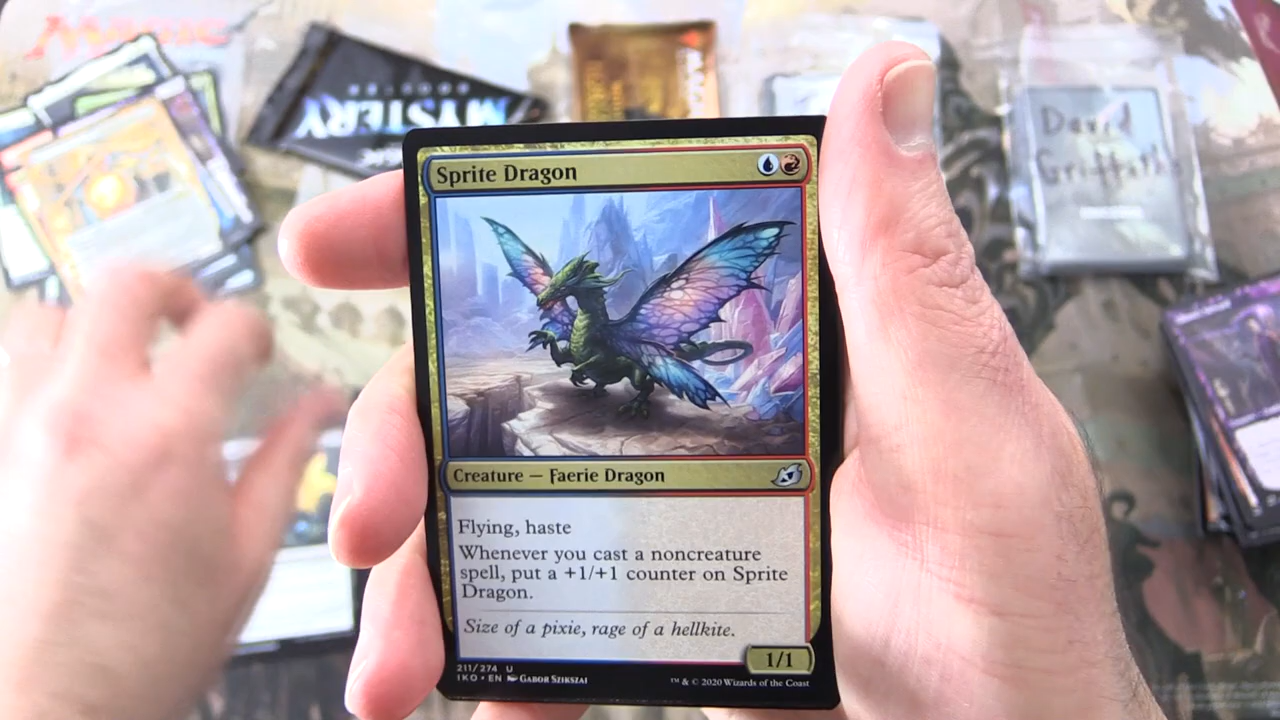 MAGIC
MYSTERY
BOOSTER
David
Griffiths
Sprite Dragon
Creature — Faerie Dragon
Flying, haste
Whenever you cast a noncreature
spell, put a +1/+1 counter on Sprite
Dragon.
Size of a pixie, rage of a hellkite.
1/1
211/274 U
IKO • EN Gabor Szikszai
™ & © 2020 Wizards of the Coast